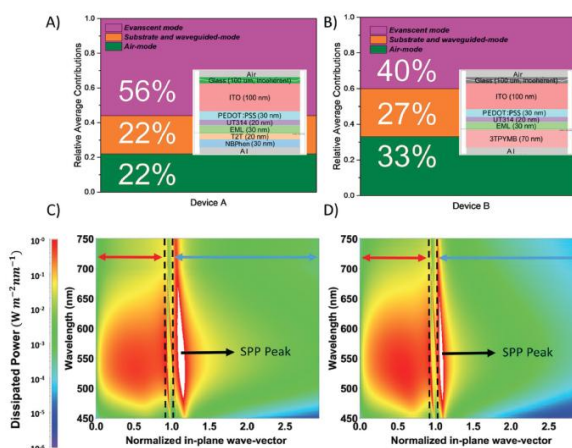 A)
B)
Evanescent mode
Substrate and waveguided-mode
Air-mode
Evanescent mode
Substrate and waveguided-mode
Air-mode
Relative Average Contributions
1.0
0.8
0.6
0.4
0.2
0.0
56%
22%
22%
Air
Glass (100 um, Incoherent)
ITO (100 nm)
PEDOT:PSS (30 nm)
UT314 (20 nm)
EML (30 nm)
T2T (20 nm)
NBPhen (30 nm)
Al
Device A
Relative Average Contributions
1.0
0.8
0.6
0.4
0.2
0.0
40%
27%
33%
Air
Glass (100 um, Incoherent)
ITO (100 nm)
PEDOT:PSS (30 nm)
UT314 (20 nm)
EML (30 nm)
3TPYMB (70 nm)
Al
Device B
C)
D)
Dissipated Power (W m⁻²nm⁻¹)
10⁻¹
10⁻²
10⁻³
10⁻⁴
10⁻⁵
Wavelength (nm)
750
700
650
600
550
500
450
SPP Peak
0.0 0.5 1.0 1.5 2.0 2.5
Normalized in-plane wave-vector
Wavelength (nm)
750
700
650
600
550
500
450
SPP Peak
0.0 0.5 1.0 1.5 2.0 2.5
Normalized in-plane wave-vector